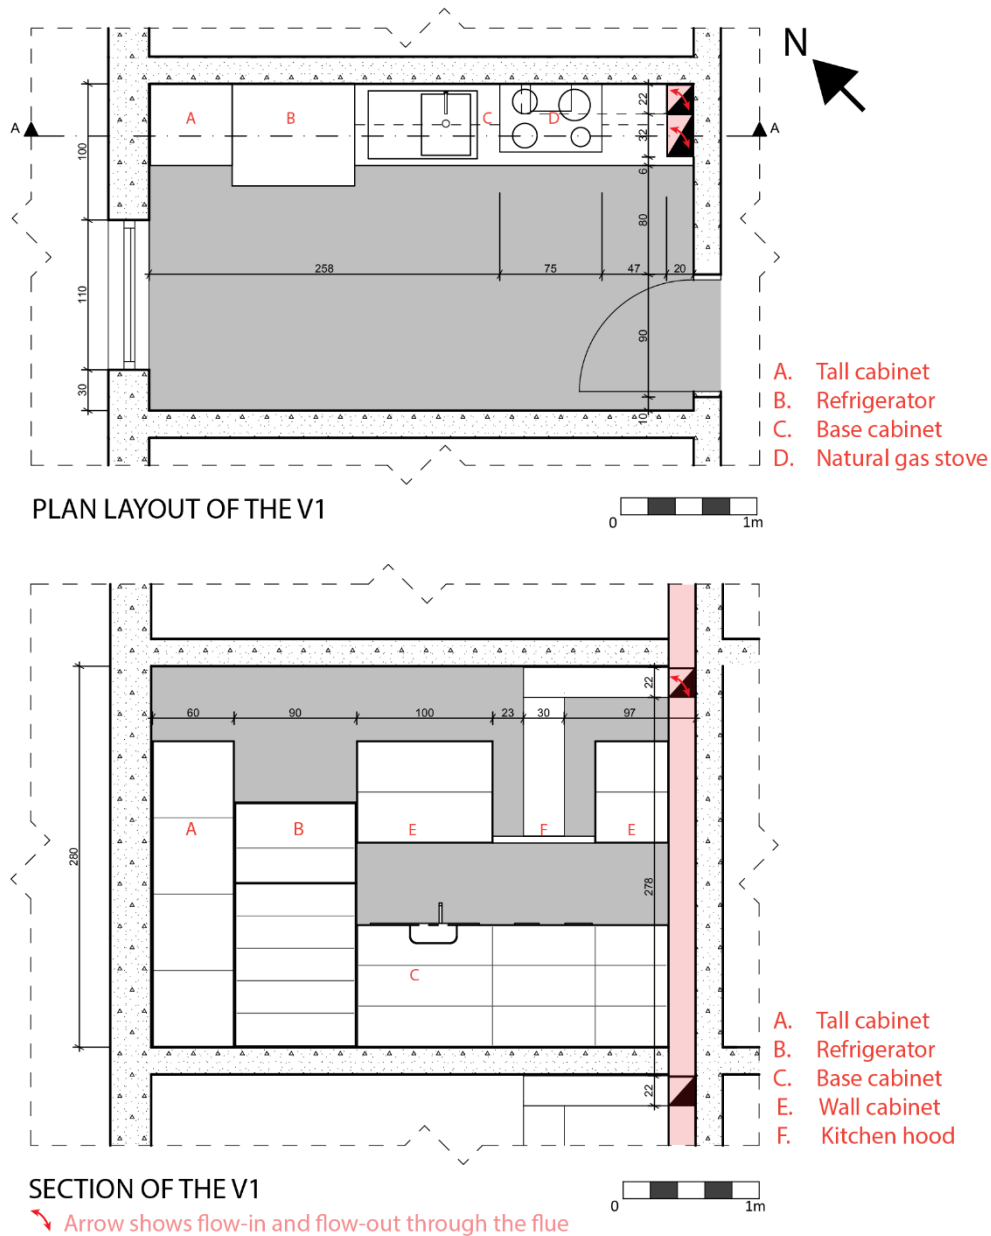 N
A B C D
A A
22
32
6
80
90
10
100
110
30
258 75 47 20
A. Tall cabinet
B. Refrigerator
C. Base cabinet
D. Natural gas stove
PLAN LAYOUT OF THE V1
0 1m
22
60 90 100 23 30 97
A B E F E
280
278
C
22
A. Tall cabinet
B. Refrigerator
C. Base cabinet
E. Wall cabinet
F. Kitchen hood
SECTION OF THE V1
0 1m
Arrow shows flow-in and flow-out through the flue